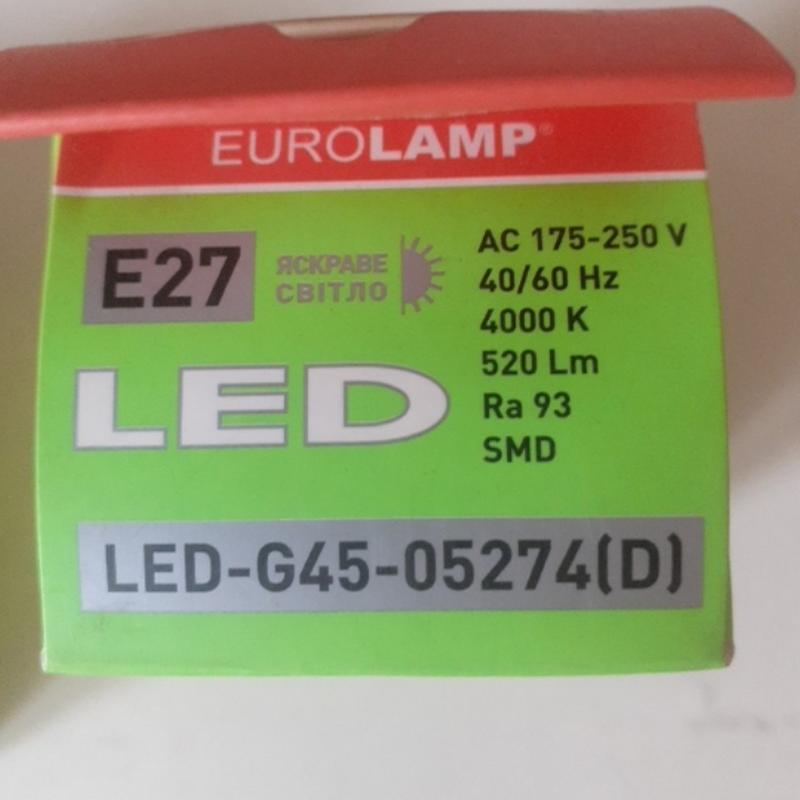 EUROLAMP®
E27
ЯСКРАВЕ
СВІТЛО
AC 175-250 V
40/60 Hz
4000 K
520 Lm
Ra 93
SMD
LED
LED-G45-05274(D)